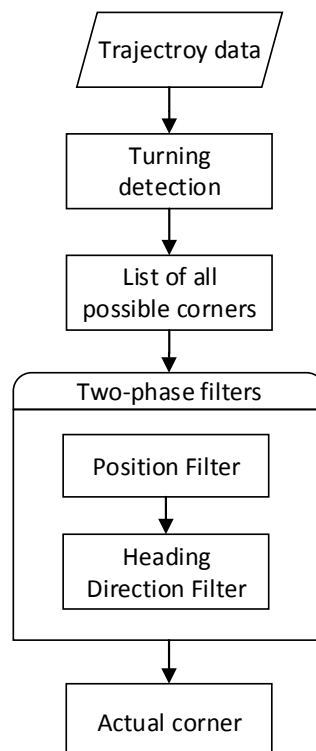 Trajectroy data
Turning
detection
List of all
possible corners
Two-phase filters
Position Filter
Heading
Direction Filter
Actual corner